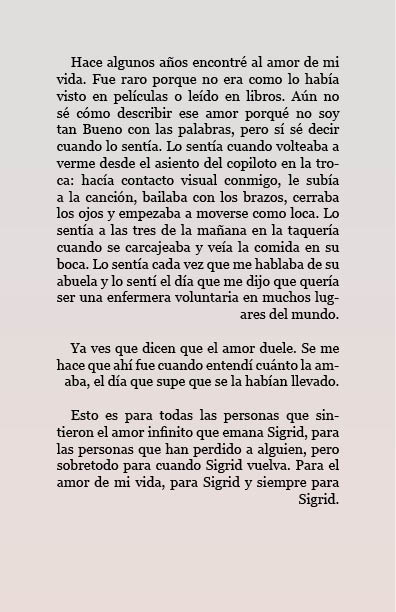 Hace algunos años encontré al amor de mi
vida. Fue raro porque no era como lo había
visto en películas o leído en libros. Aún no
sé cómo describir ese amor porqué no soy
tan Bueno con las palabras, pero sí sé decir
cuando lo sentía. Lo sentía cuando volteaba a
verme desde el asiento del copiloto en la tro-
ca: hacía contacto visual conmigo, le subía
a la canción, bailaba con los brazos, cerraba
los ojos y empezaba a moverse como loca. Lo
sentía a las tres de la mañana en la taquería
cuando se carcajeaba y veía la comida en su
boca. Lo sentía cada vez que me hablaba de su
abuela y lo sentí el día que me dijo que quería
ser una enfermera voluntaria en muchos lug-
ares del mundo.
Ya ves que dicen que el amor duele. Se me
hace que ahí fue cuando entendí cuánto la am-
aba, el día que supe que se la habían llevado.
Esto es para todas las personas que sin-
tieron el amor infinito que emana Sigrid, para
las personas que han perdido a alguien, pero
sobretodo para cuando Sigrid vuelva. Para el
amor de mi vida, para Sigrid y siempre para
Sigrid.